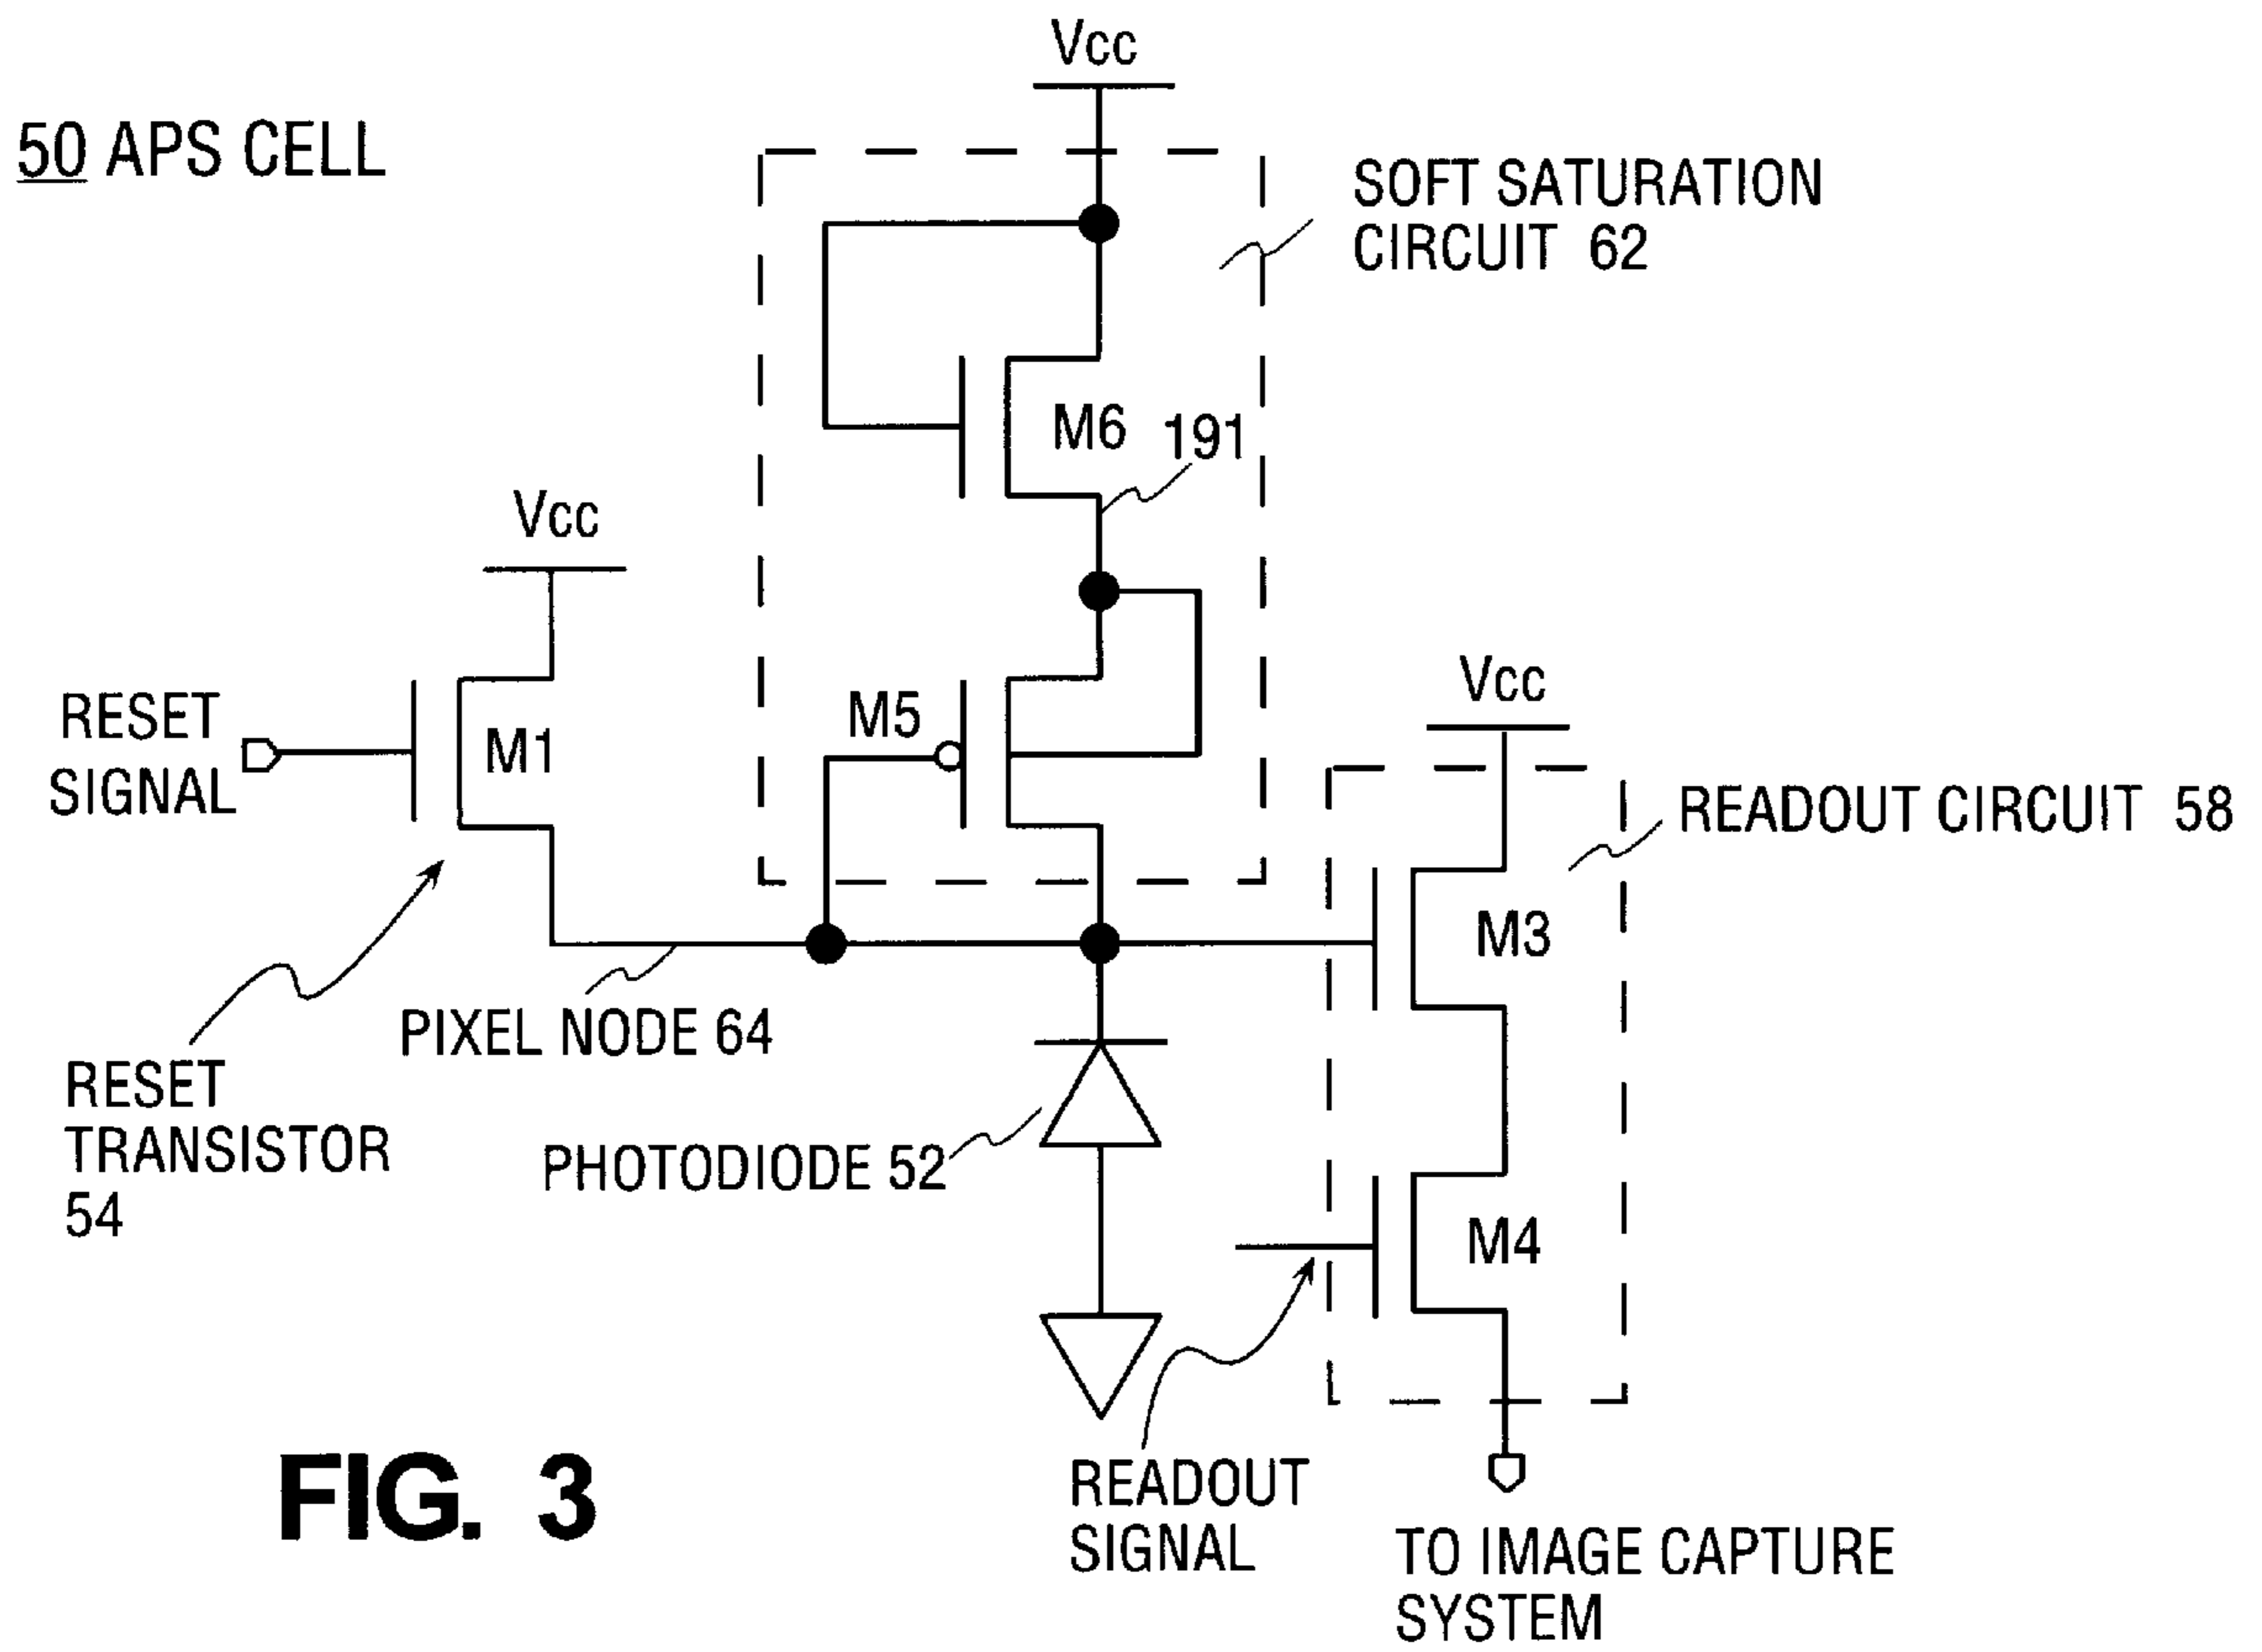 Vcc
50 APS CELL
SOFT SATURATION
CIRCUIT 62
M6
191
Vcc
M5
Vcc
RESET
SIGNAL
M1
READOUT CIRCUIT 58
M3
PIXEL NODE 64
RESET
TRANSISTOR
54
PHOTODIODE 52
M4
READOUT
SIGNAL
FIG. 3
TO IMAGE CAPTURE
SYSTEM